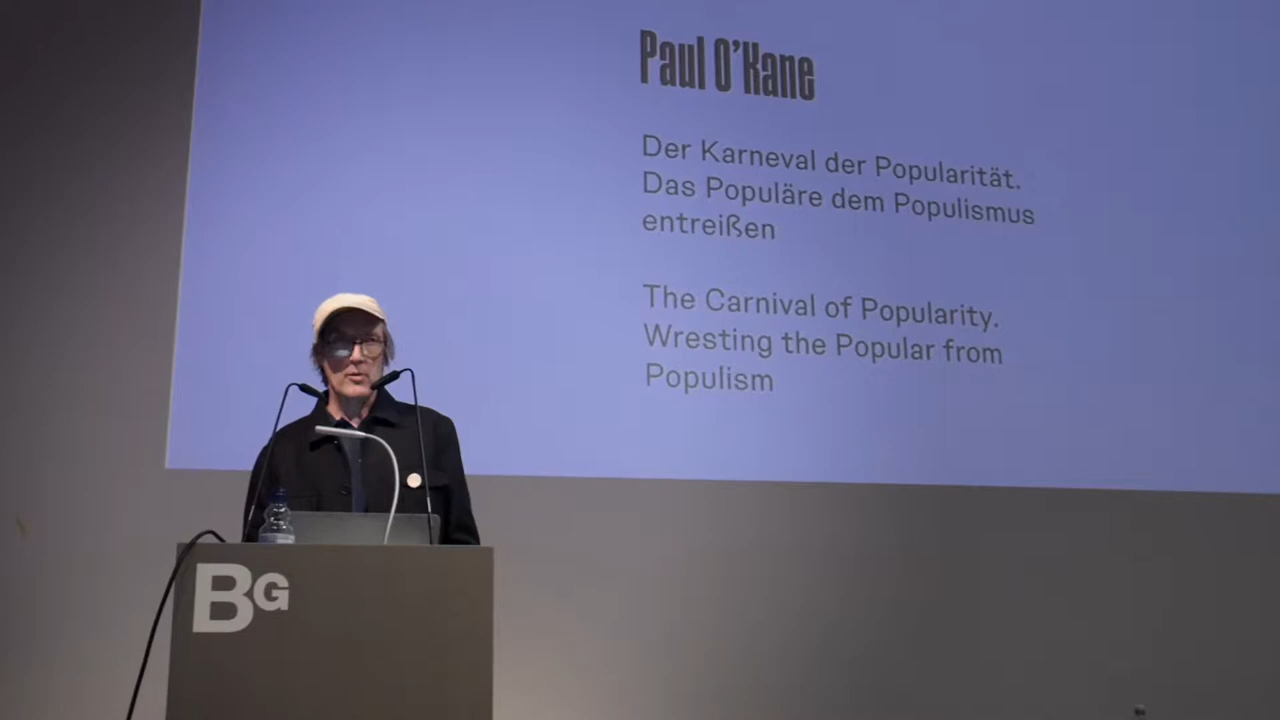 Paul O'Kane
Der Karneval der Popularität.
Das Populäre dem Populismus
entreißen
The Carnival of Popularity.
Wresting the Popular from
Populism
BG